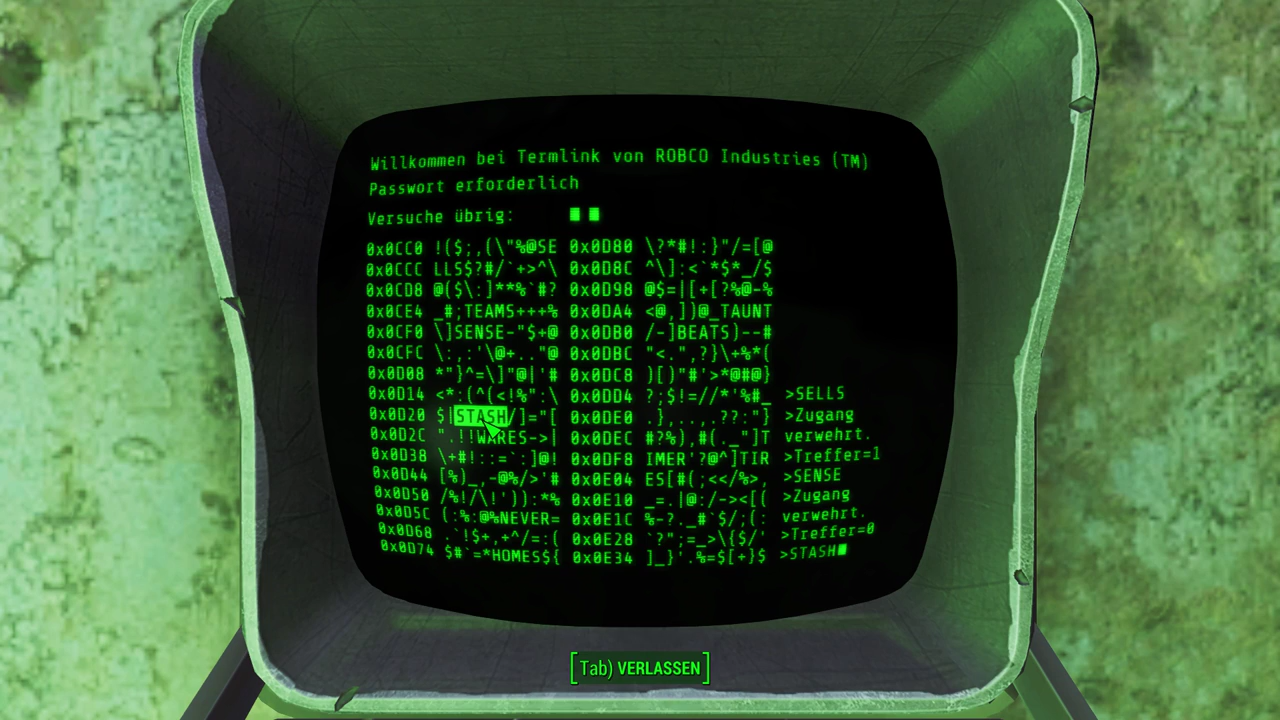 Willkommen bei Termlink von ROBCO Industries (TM)
Passwort erforderlich
Versuche übrig: ■ ■
0x0CC0 !($;,(\"%@SE 0x0D80 \?*#!:}"/=[@
0x0CCC LLS$?#/`+>^\ 0x0D8C ^\]:<`*$*_/$
0x0CD8 @($\:]**%`#? 0x0D98 @$=|[+[?%@-%
0x0CE4 _#;TEAMS+++% 0x0DA4 <@,])@_TAUNT
0x0CF0 \]SENSE-"$+@ 0x0DB0 /-]BEATS)--#
0x0CFC \:,:'\@+.."@ 0x0DBC "<.",?}\+%*(
0x0D08 *"}^=\]"@|'# 0x0DC8 )[)"#'>*@#@}
0x0D14 <*:(^(<!%":\ 0x0DD4 ?;$!=//*'%#_ >SELLS
0x0D20 $|STASH/]="[ 0x0DE0 .},..,.??:"} >Zugang
0x0D2C ".!!WARES->| 0x0DEC #?%),#(._"]T verwehrt.
0x0D38 \+#!::=`:]@! 0x0DF8 IMER'?@^]TIR >Treffer=1
0x0D44 [%)_,-@%/>'# 0x0E04 ES[#(;<</%>, >SENSE
0x0D50 /%!/\!')):*% 0x0E10 _=.|@:/-><[( >Zugang
0x0D5C (:%:@%NEVER= 0x0E1C %-?._#`$/;(: verwehrt.
0x0D68 .`!$+,+^/=:( 0x0E28 `?";=_>\{$/' >Treffer=0
0x0D74 $#`=*HOMES${ 0x0E34 ]_}'.%=$[+}$ >STASH■
Tab) VERLASSEN